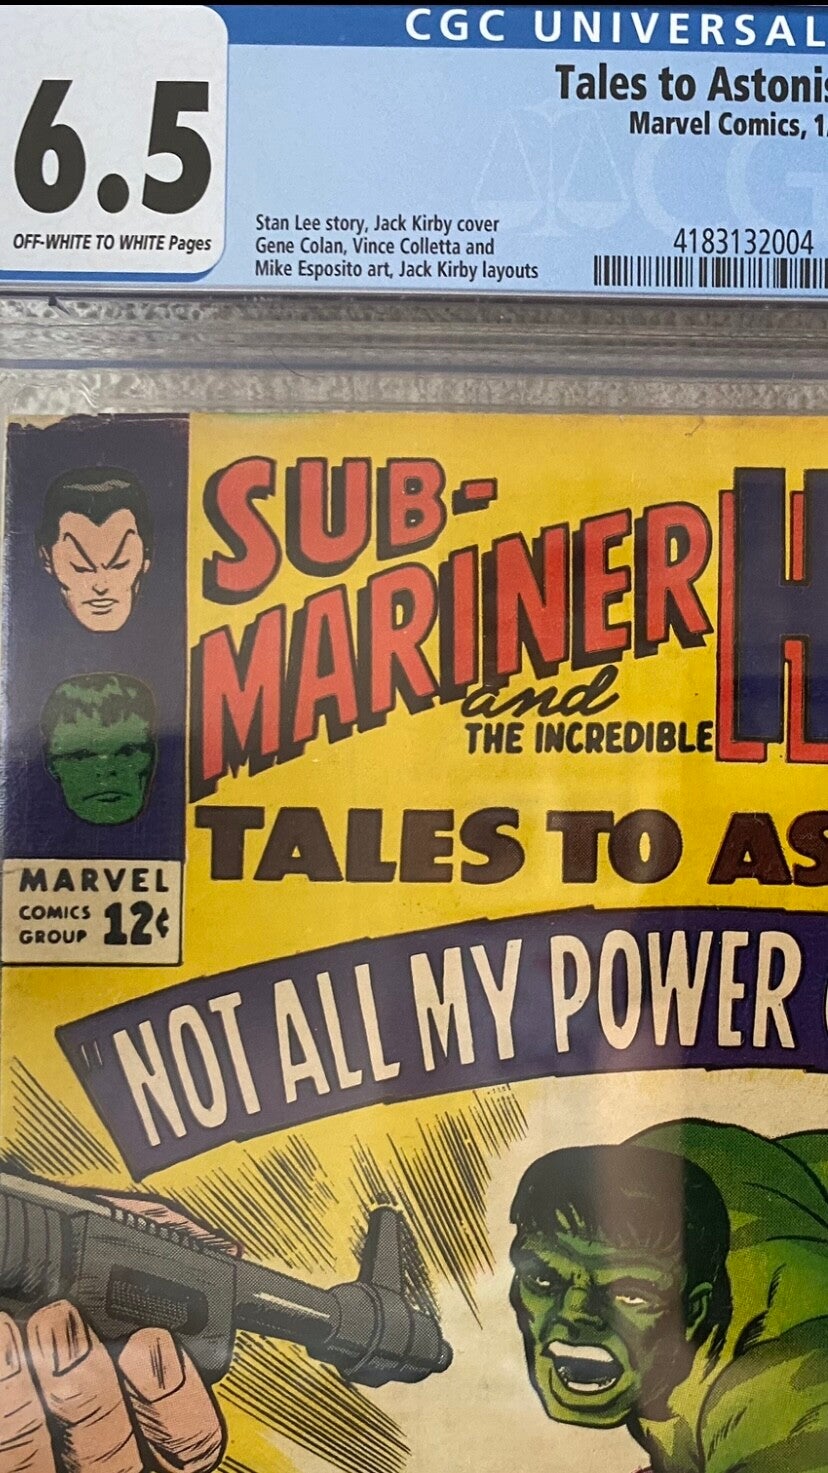 CGC UNIVERSAL
6.5
OFF-WHITE TO WHITE Pages
Tales to Astonis
Marvel Comics, 1/
Stan Lee story, Jack Kirby cover
Gene Colan, Vince Colletta and
Mike Esposito art, Jack Kirby layouts
4183132004
SUB-
MARINER
and
THE INCREDIBLE
H
TALES TO AS
MARVEL
COMICS
GROUP
12¢
"NOT ALL MY POWER